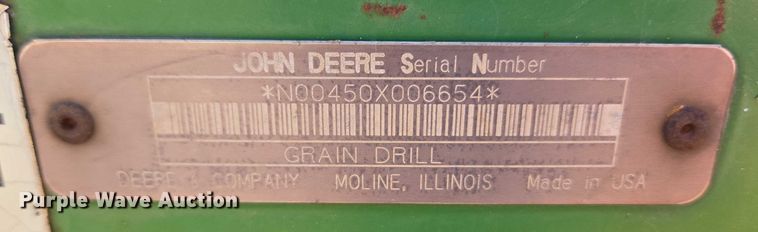 JOHN DEERE Serial Number
*N00450X006654*
GRAIN DRILL
DEERE & COMPANY MOLINE, ILLINOIS Made in USA
Purple Wave Auction